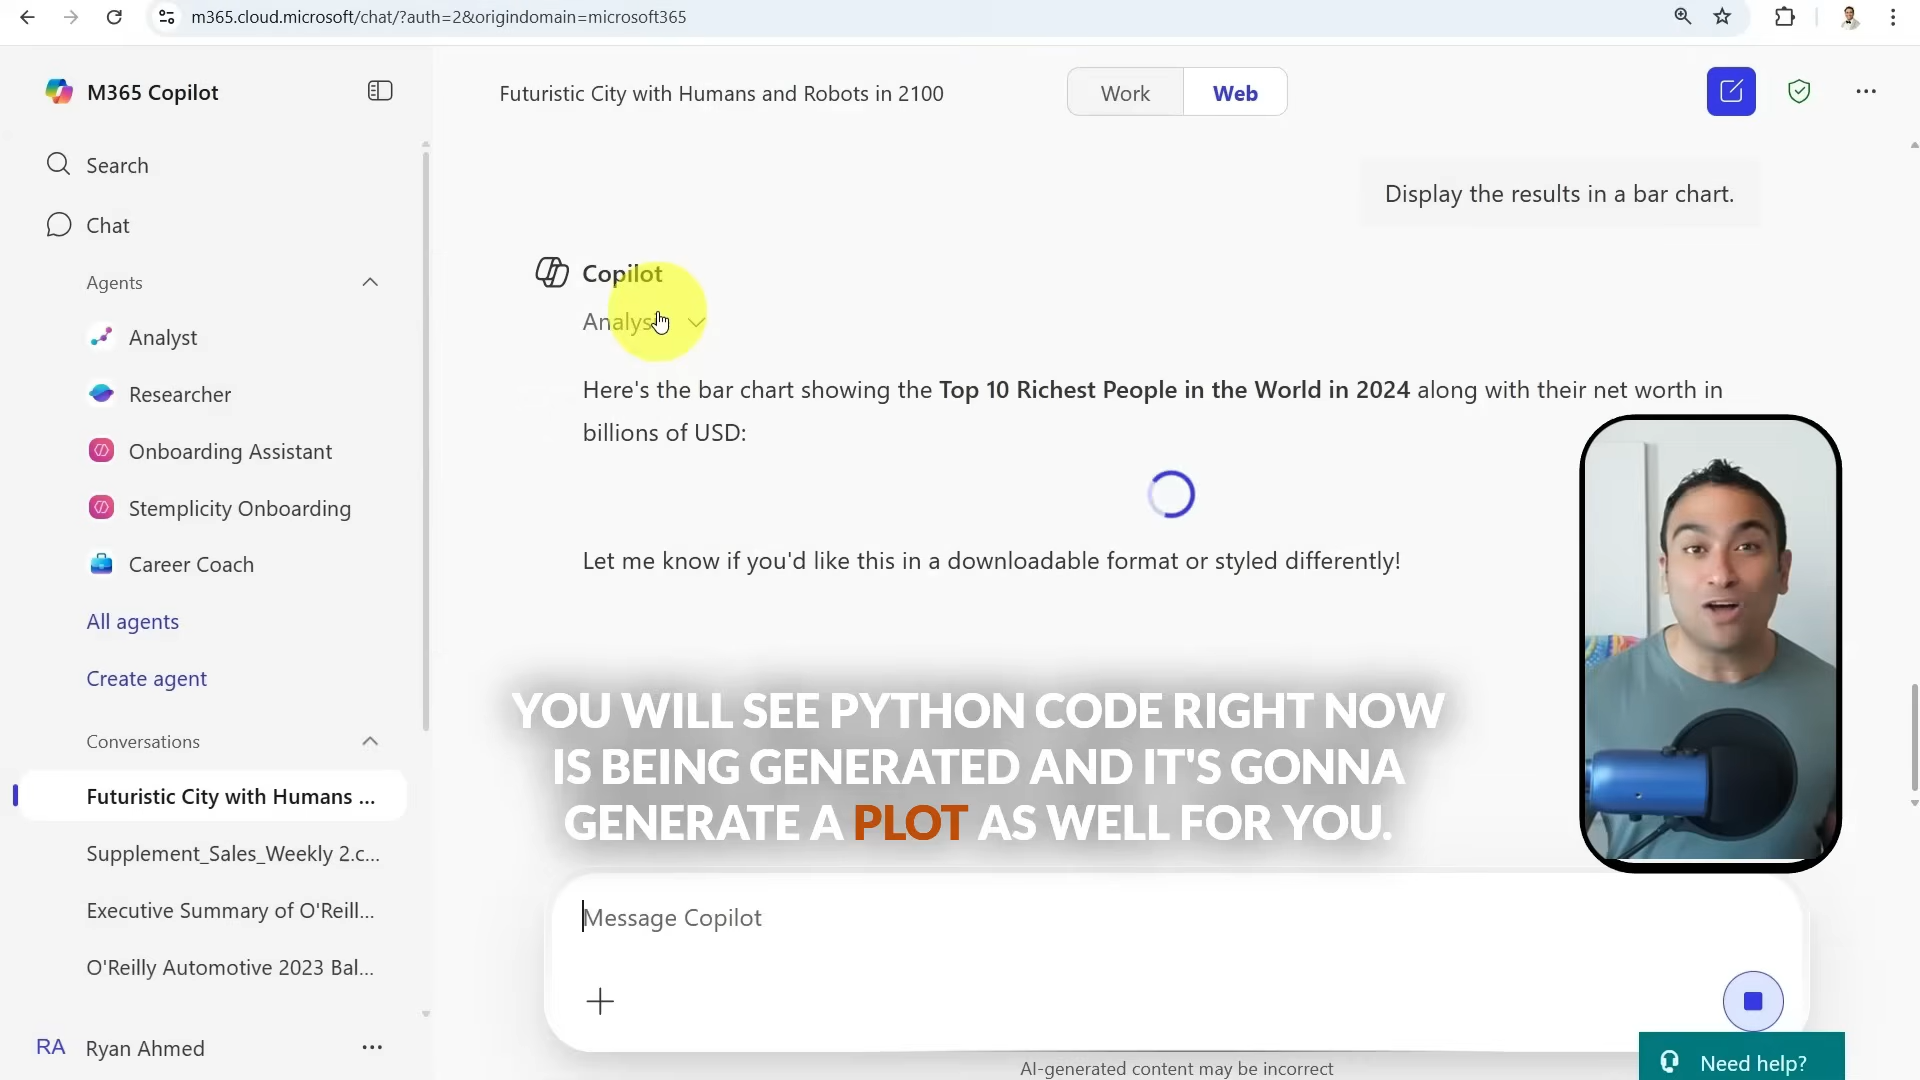 m365.cloud.microsoft/chat/?auth=2&origindomain=microsoft365
M365 Copilot
Futuristic City with Humans and Robots in 2100
Work
Web
Search
Chat
Agents
Analyst
Researcher
Onboarding Assistant
Stemplicity Onboarding
Career Coach
All agents
Create agent
Conversations
Futuristic City with Humans ...
Supplement_Sales_Weekly 2.c...
Executive Summary of O'Reill...
O'Reilly Automotive 2023 Bal...
RA Ryan Ahmed
Display the results in a bar chart.
Copilot
Analyst
Here's the bar chart showing the Top 10 Richest People in the World in 2024 along with their net worth in
billions of USD:
Let me know if you'd like this in a downloadable format or styled differently!
YOU WILL SEE PYTHON CODE RIGHT NOW
IS BEING GENERATED AND IT'S GONNA
GENERATE A PLOT AS WELL FOR YOU.
Message Copilot
AI-generated content may be incorrect
Need help?